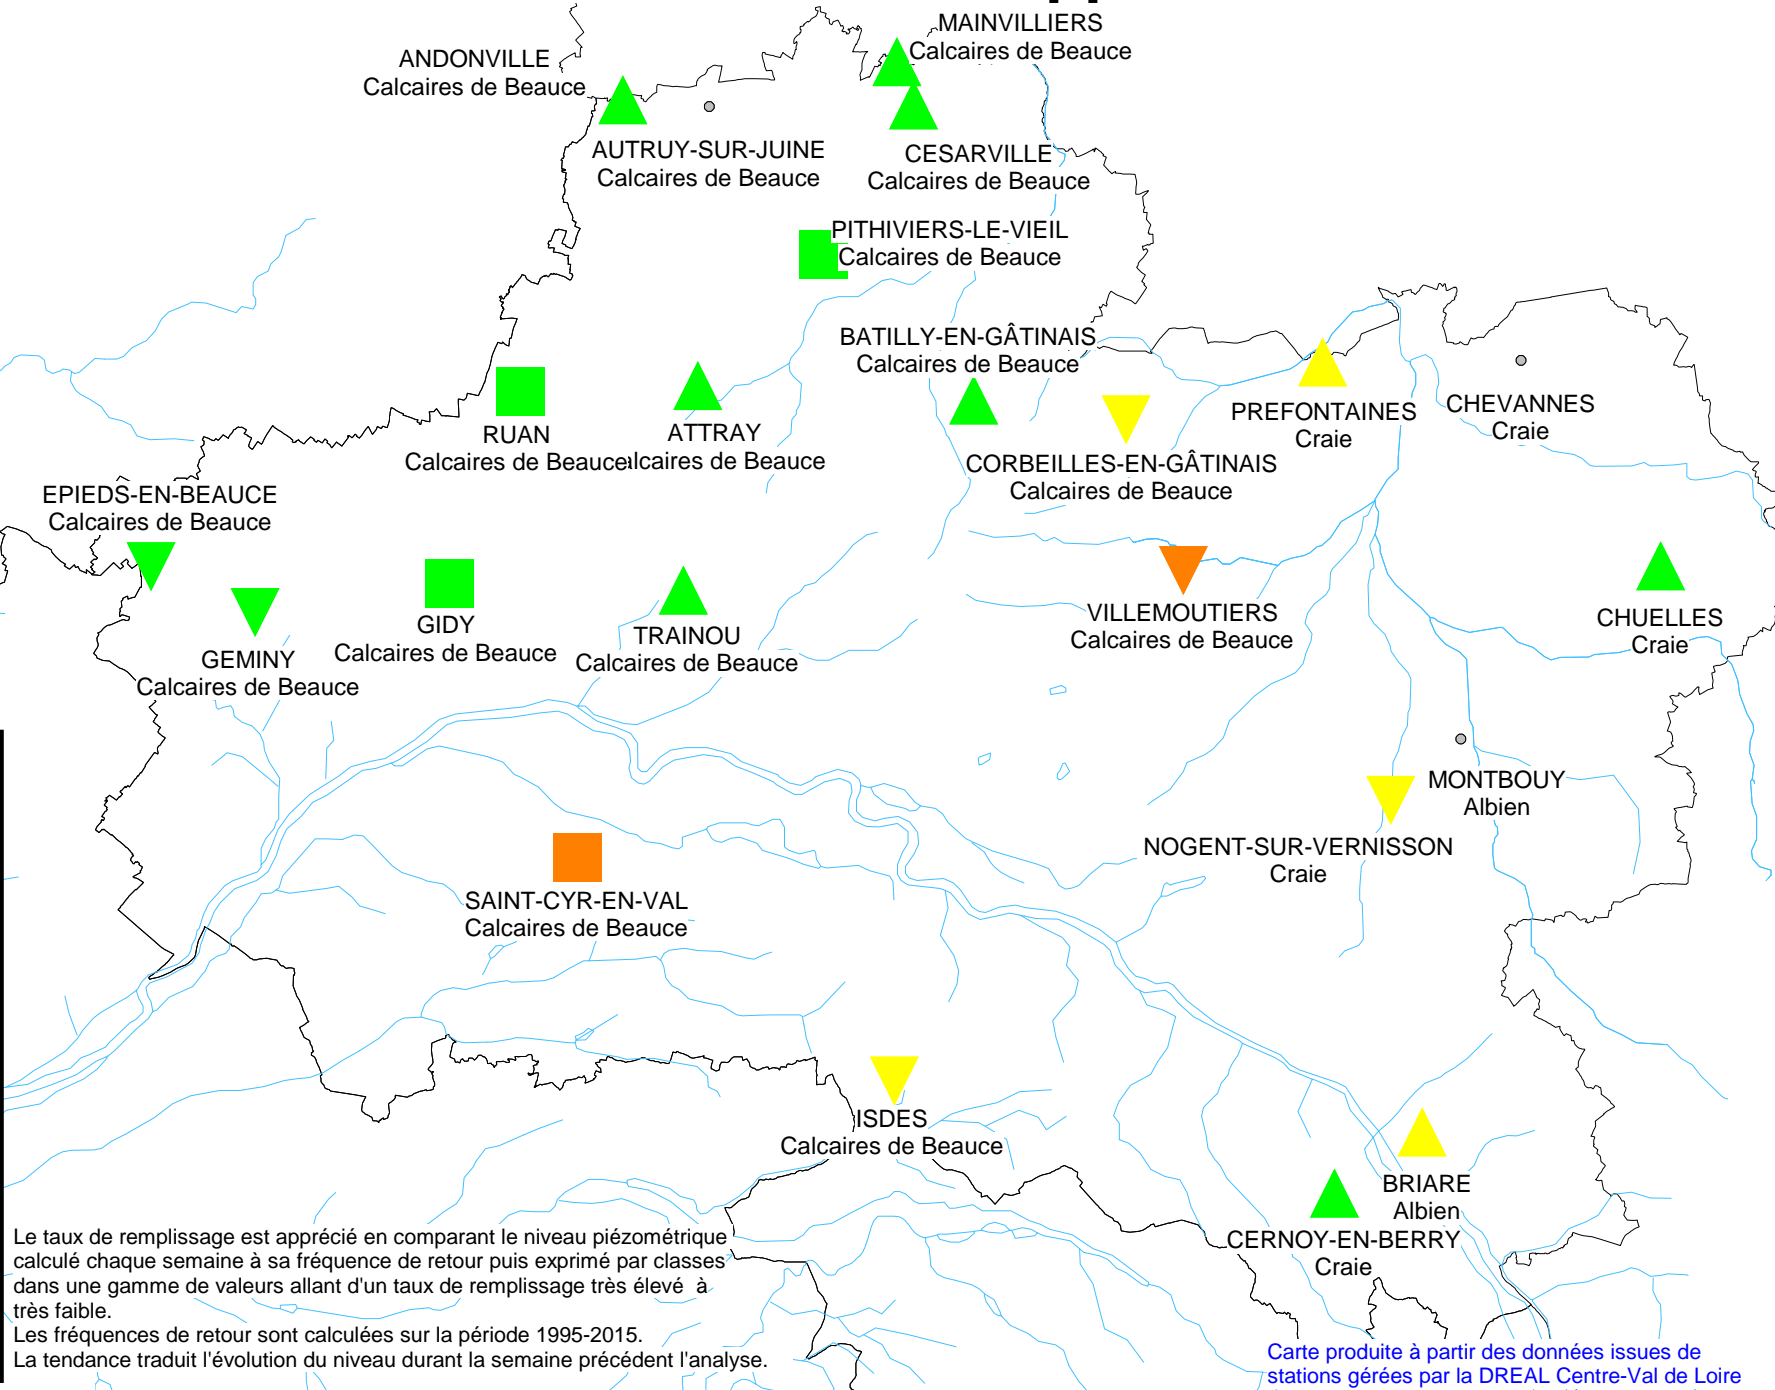 MAINVILLIERS
Calcaires de Beauce
ANDONVILLE
Calcaires de Beauce
AUTRUY-SUR-JUINE
Calcaires de Beauce
CESARVILLE
Calcaires de Beauce
PITHIVIERS-LE-VIEIL
Calcaires de Beauce
BATILLY-EN-GÂTINAIS
Calcaires de Beauce
PREFONTAINES
Craie
CHEVANNES
Craie
RUAN
Calcaires de Beauce
ATTRAY
lcaires de Beauce
CORBEILLES-EN-GÂTINAIS
Calcaires de Beauce
EPIEDS-EN-BEAUCE
Calcaires de Beauce
GIDY
Calcaires de Beauce
TRAINOU
Calcaires de Beauce
VILLEMOUTIERS
Calcaires de Beauce
CHUELLES
Craie
GEMINY
Calcaires de Beauce
MONTBOUY
Albien
NOGENT-SUR-VERNISSON
Craie
SAINT-CYR-EN-VAL
Calcaires de Beauce
ISDES
Calcaires de Beauce
BRIARE
Albien
CERNOY-EN-BERRY
Craie
Le taux de remplissage est apprécié en comparant le niveau piézométrique
calculé chaque semaine à sa fréquence de retour puis exprimé par classes
dans une gamme de valeurs allant d'un taux de remplissage très élevé à
très faible.
Les fréquences de retour sont calculées sur la période 1995-2015.
La tendance traduit l'évolution du niveau durant la semaine précédent l'analyse.
Carte produite à partir des données issues de
stations gérées par la DREAL Centre-Val de Loire